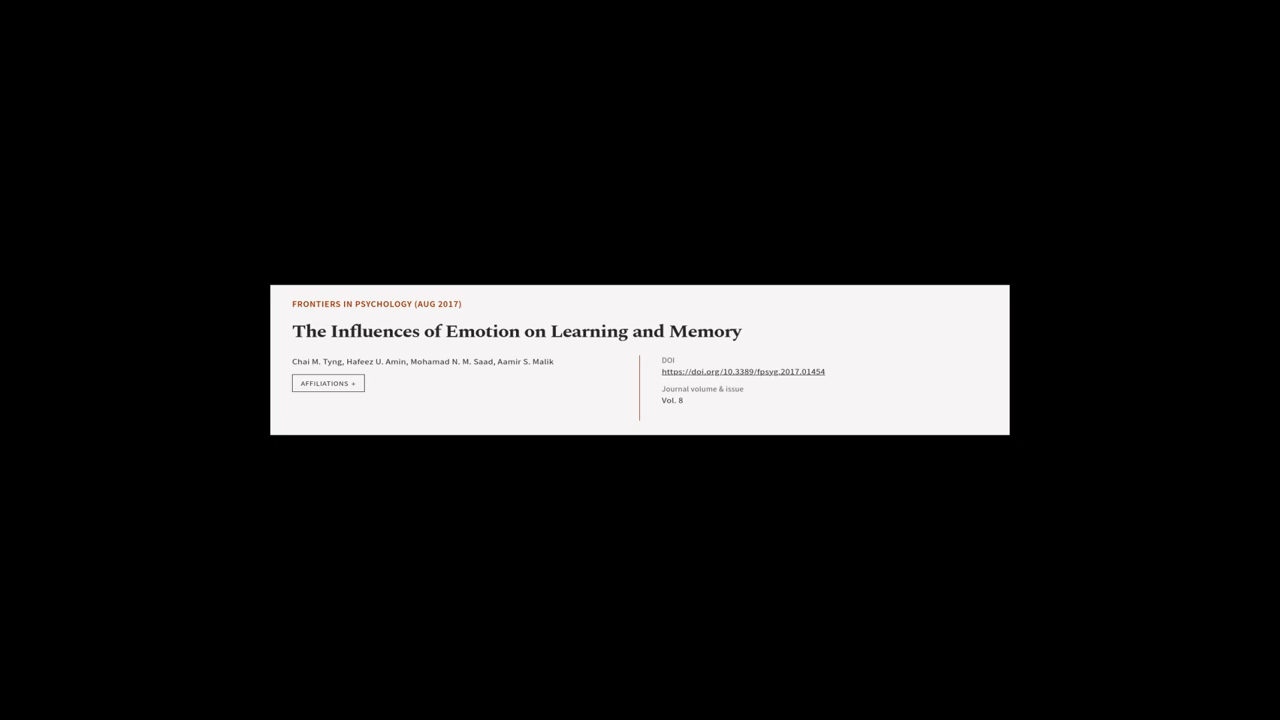 FRONTIERS IN PSYCHOLOGY (AUG 2017)
The Influences of Emotion on Learning and Memory
Chai M. Tyng, Hafeez U. Amin, Mohamad N. M. Saad, Aamir S. Malik
AFFILIATIONS +
DOI
https://doi.org/10.3389/fpsyg.2017.01454
Journal volume & issue
Vol. 8